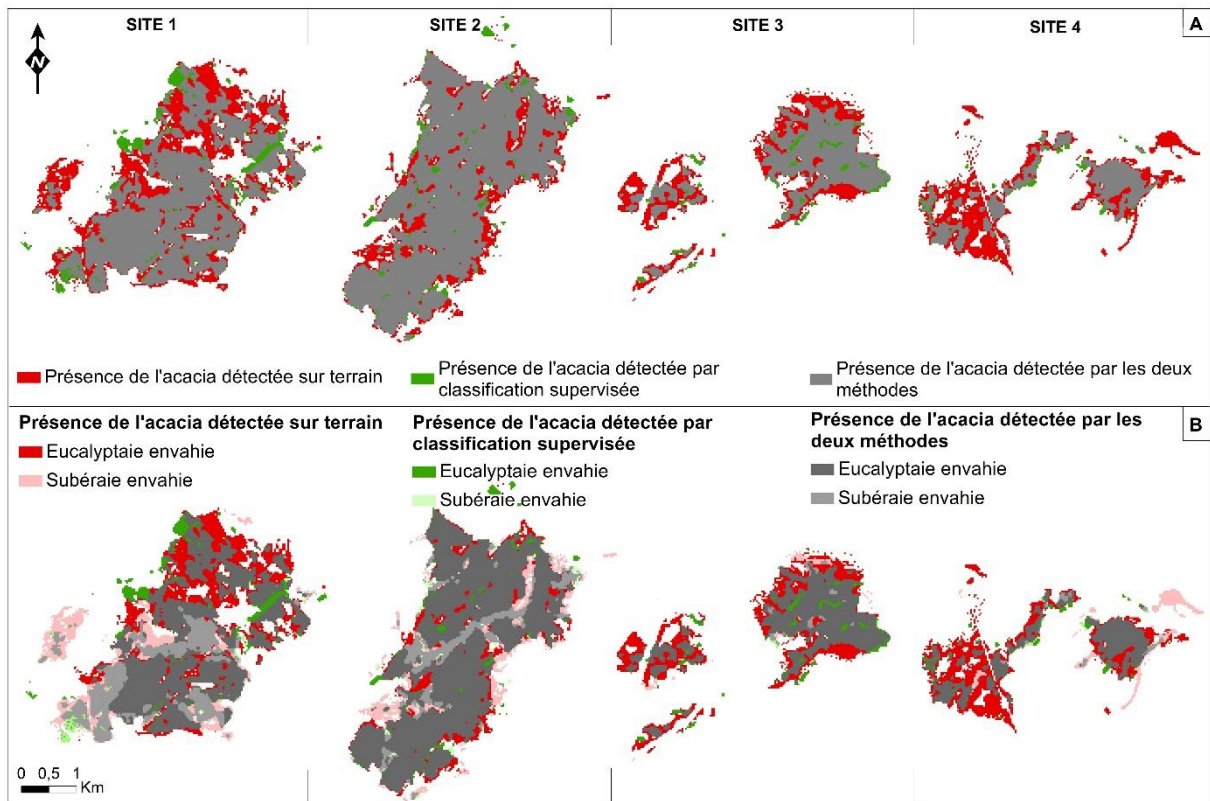 SITE 1
SITE 2
SITE 3
SITE 4
A
N
Présence de l'acacia détectée sur terrain
Présence de l'acacia détectée par
classification supervisée
Présence de l'acacia détectée par les deux
méthodes
B
Présence de l'acacia détectée sur terrain
Eucalyptaie envahie
Subéraie envahie
Présence de l'acacia détectée par
classification supervisée
Eucalyptaie envahie
Subéraie envahie
Présence de l'acacia détectée par les
deux méthodes
Eucalyptaie envahie
Subéraie envahie
0 0,5 1
Km